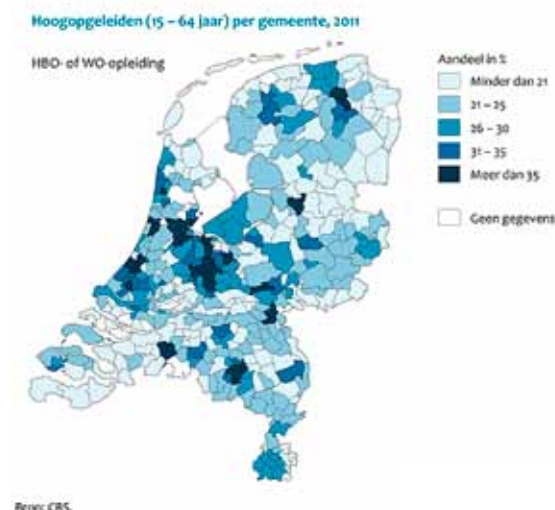 Hoogopgeleiden (15 – 64 jaar) per gemeente, 2011
HBO- of WO-opleiding
Aandeel in %
Minder dan 21
21 – 25
26 – 30
31 – 35
Meer dan 35
Geen gegevens
Bron: CBS.